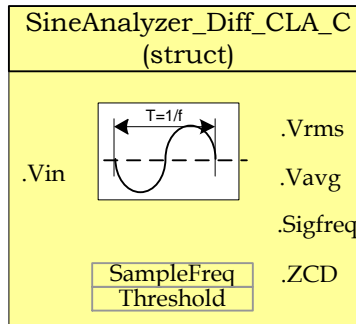 SineAnalyzer_Diff_CLA_C
(struct)
T=1/f
.Vrms
.Vin
.Vavg
.Sigfreq
.ZCD
SampleFreq
Threshold